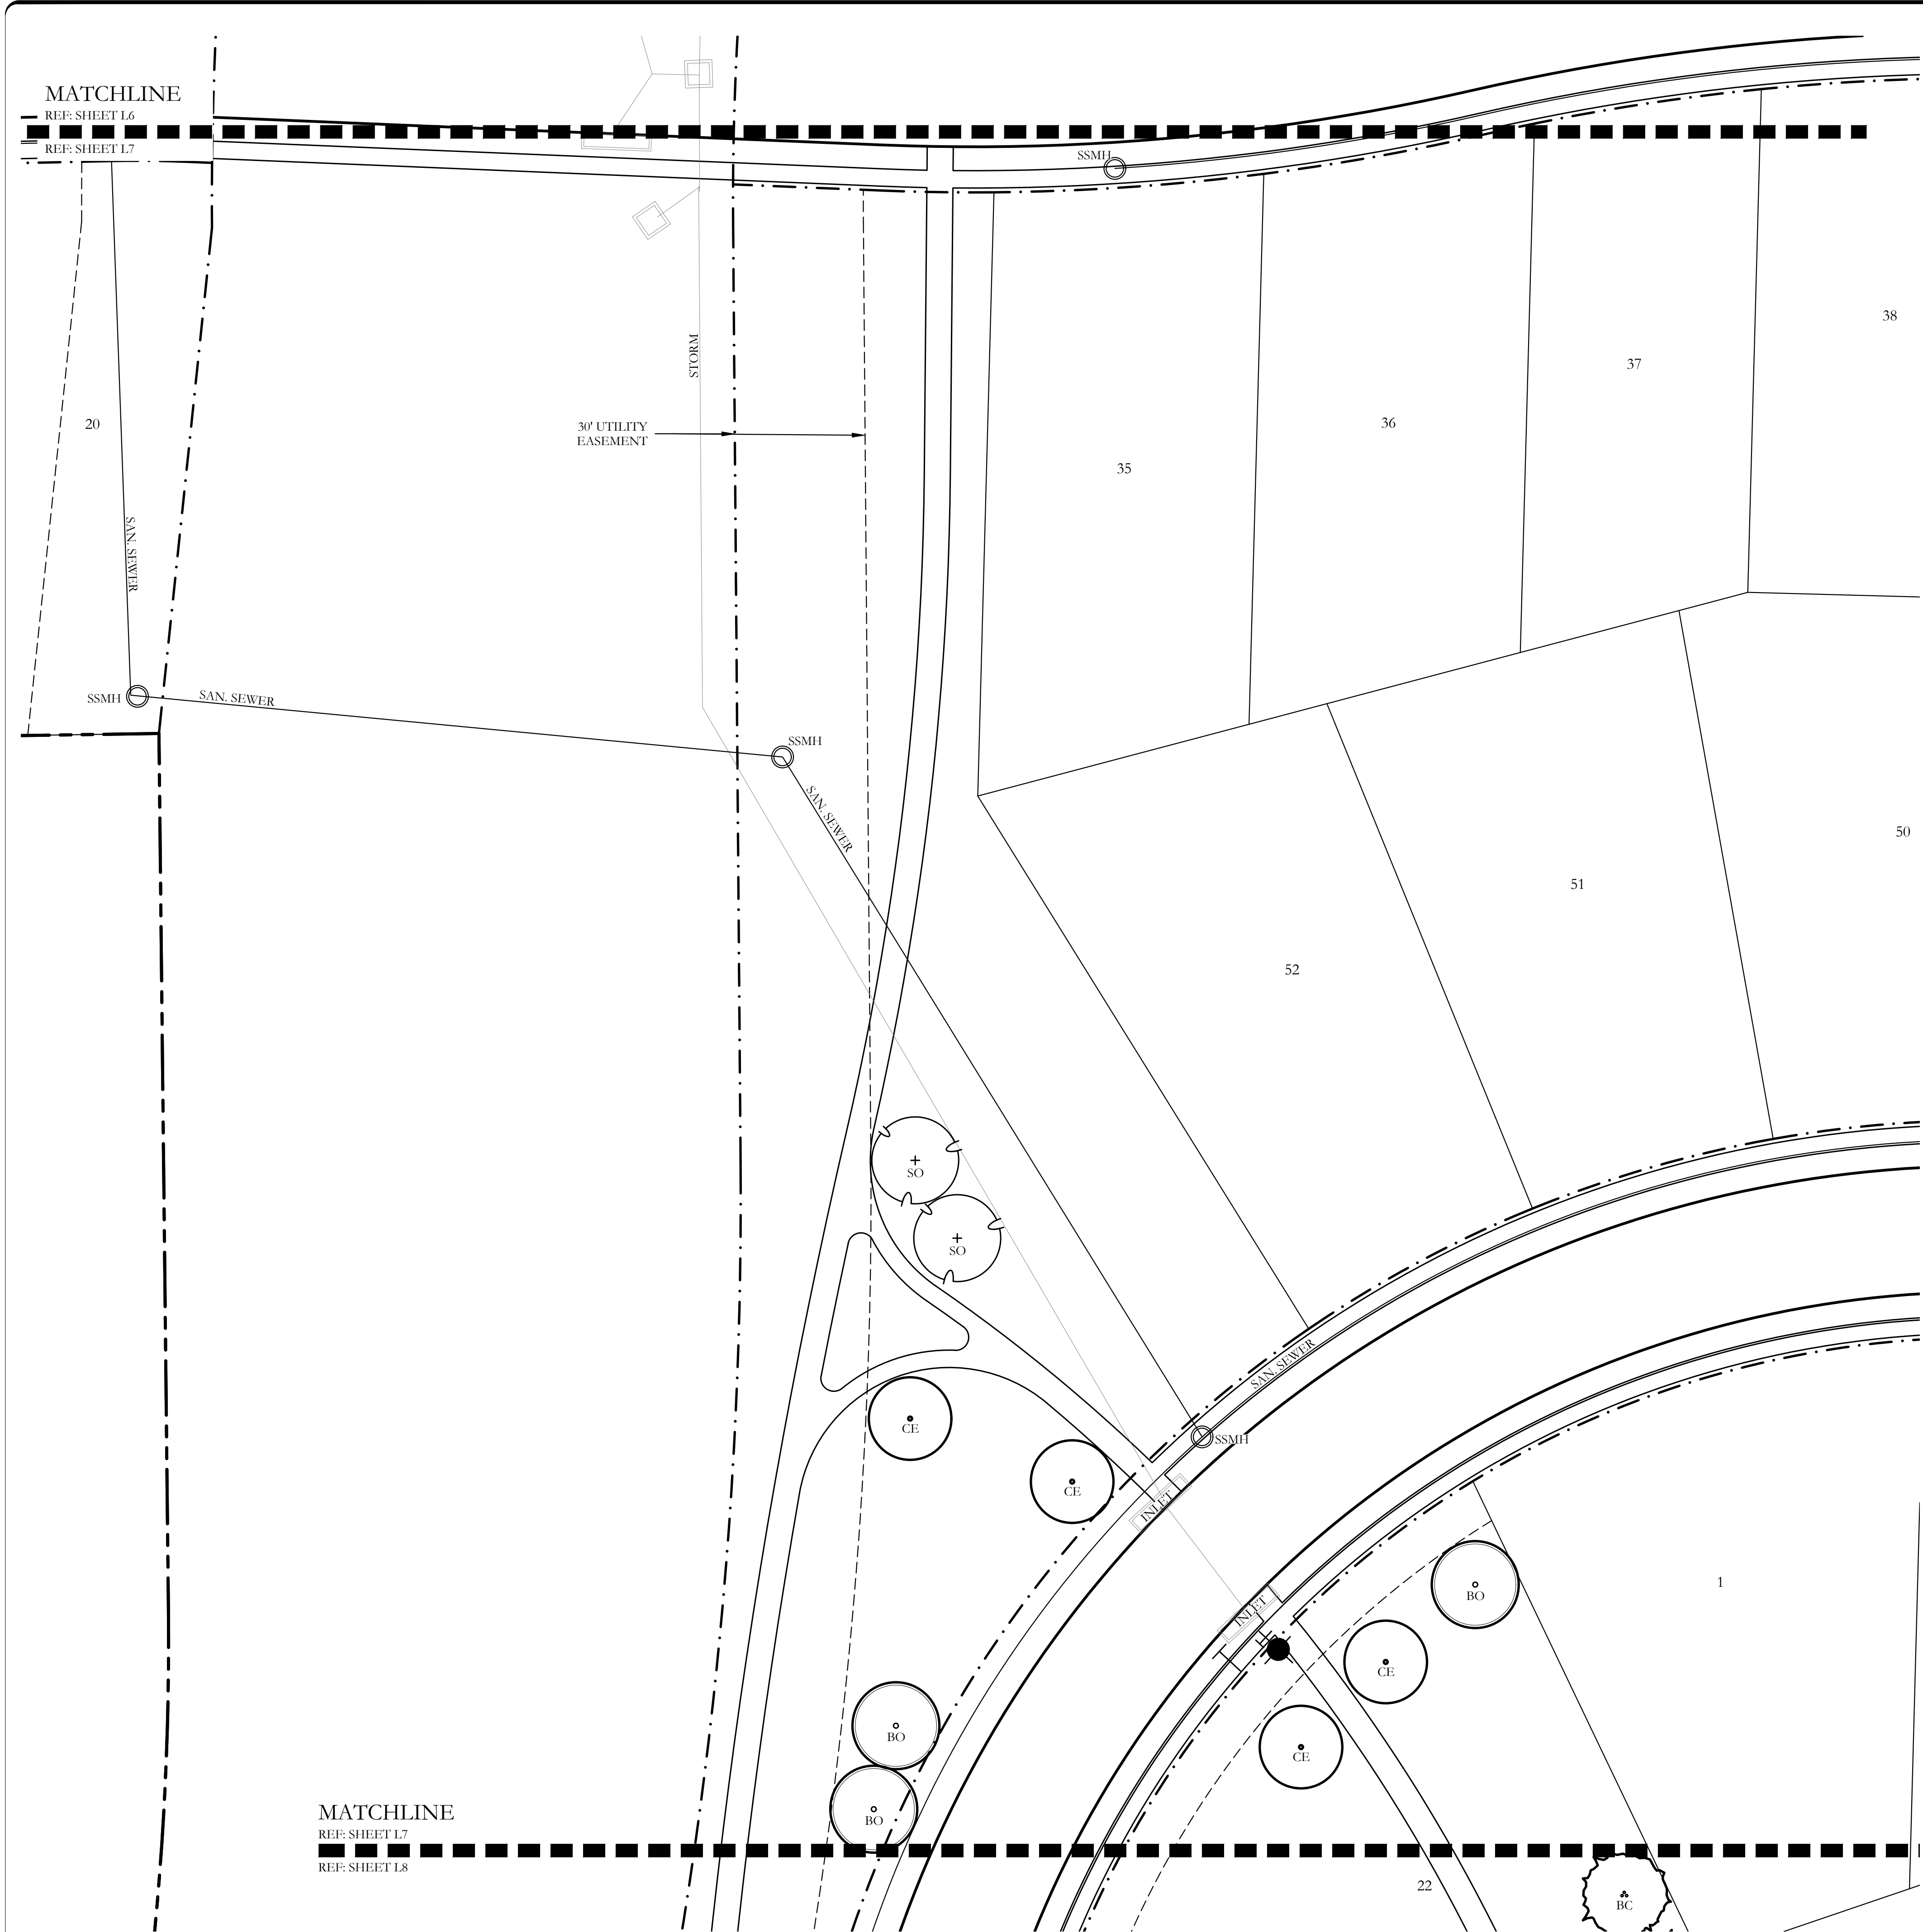 MATCHLINE
REF: SHEET L6
REF: SHEET L7
SSMH
38
STORM
37
20
30' UTILITY
EASEMENT
36
35
SAN. SEWER
SSMH
SAN. SEWER
SSMH
SAN. SEWER
50
51
52
SO
SO
SAN. SEWER
CE
SSMH
CE
INLET
1
BO
INLET
CE
BO
CE
BO
MATCHLINE
REF: SHEET L7
REF: SHEET L8
22
BC